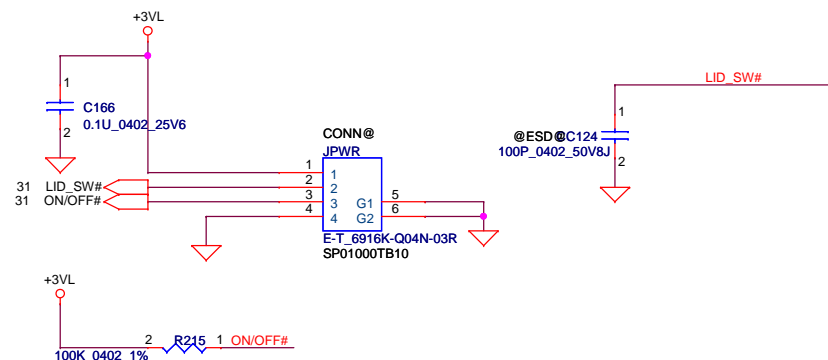 +3VL
1
C166
0.1U_0402_25V6
2
CONN@
JPWR
1 1
2 2
3 3 G1 5
4 4 G2 6
31 LID_SW#
31 ON/OFF#
E-T_6916K-Q04N-03R
SP01000TB10
LID_SW#
1
@ESD@C124
100P_0402_50V8J
2
+3VL
2 R215 1 ON/OFF#
100K_0402_1%